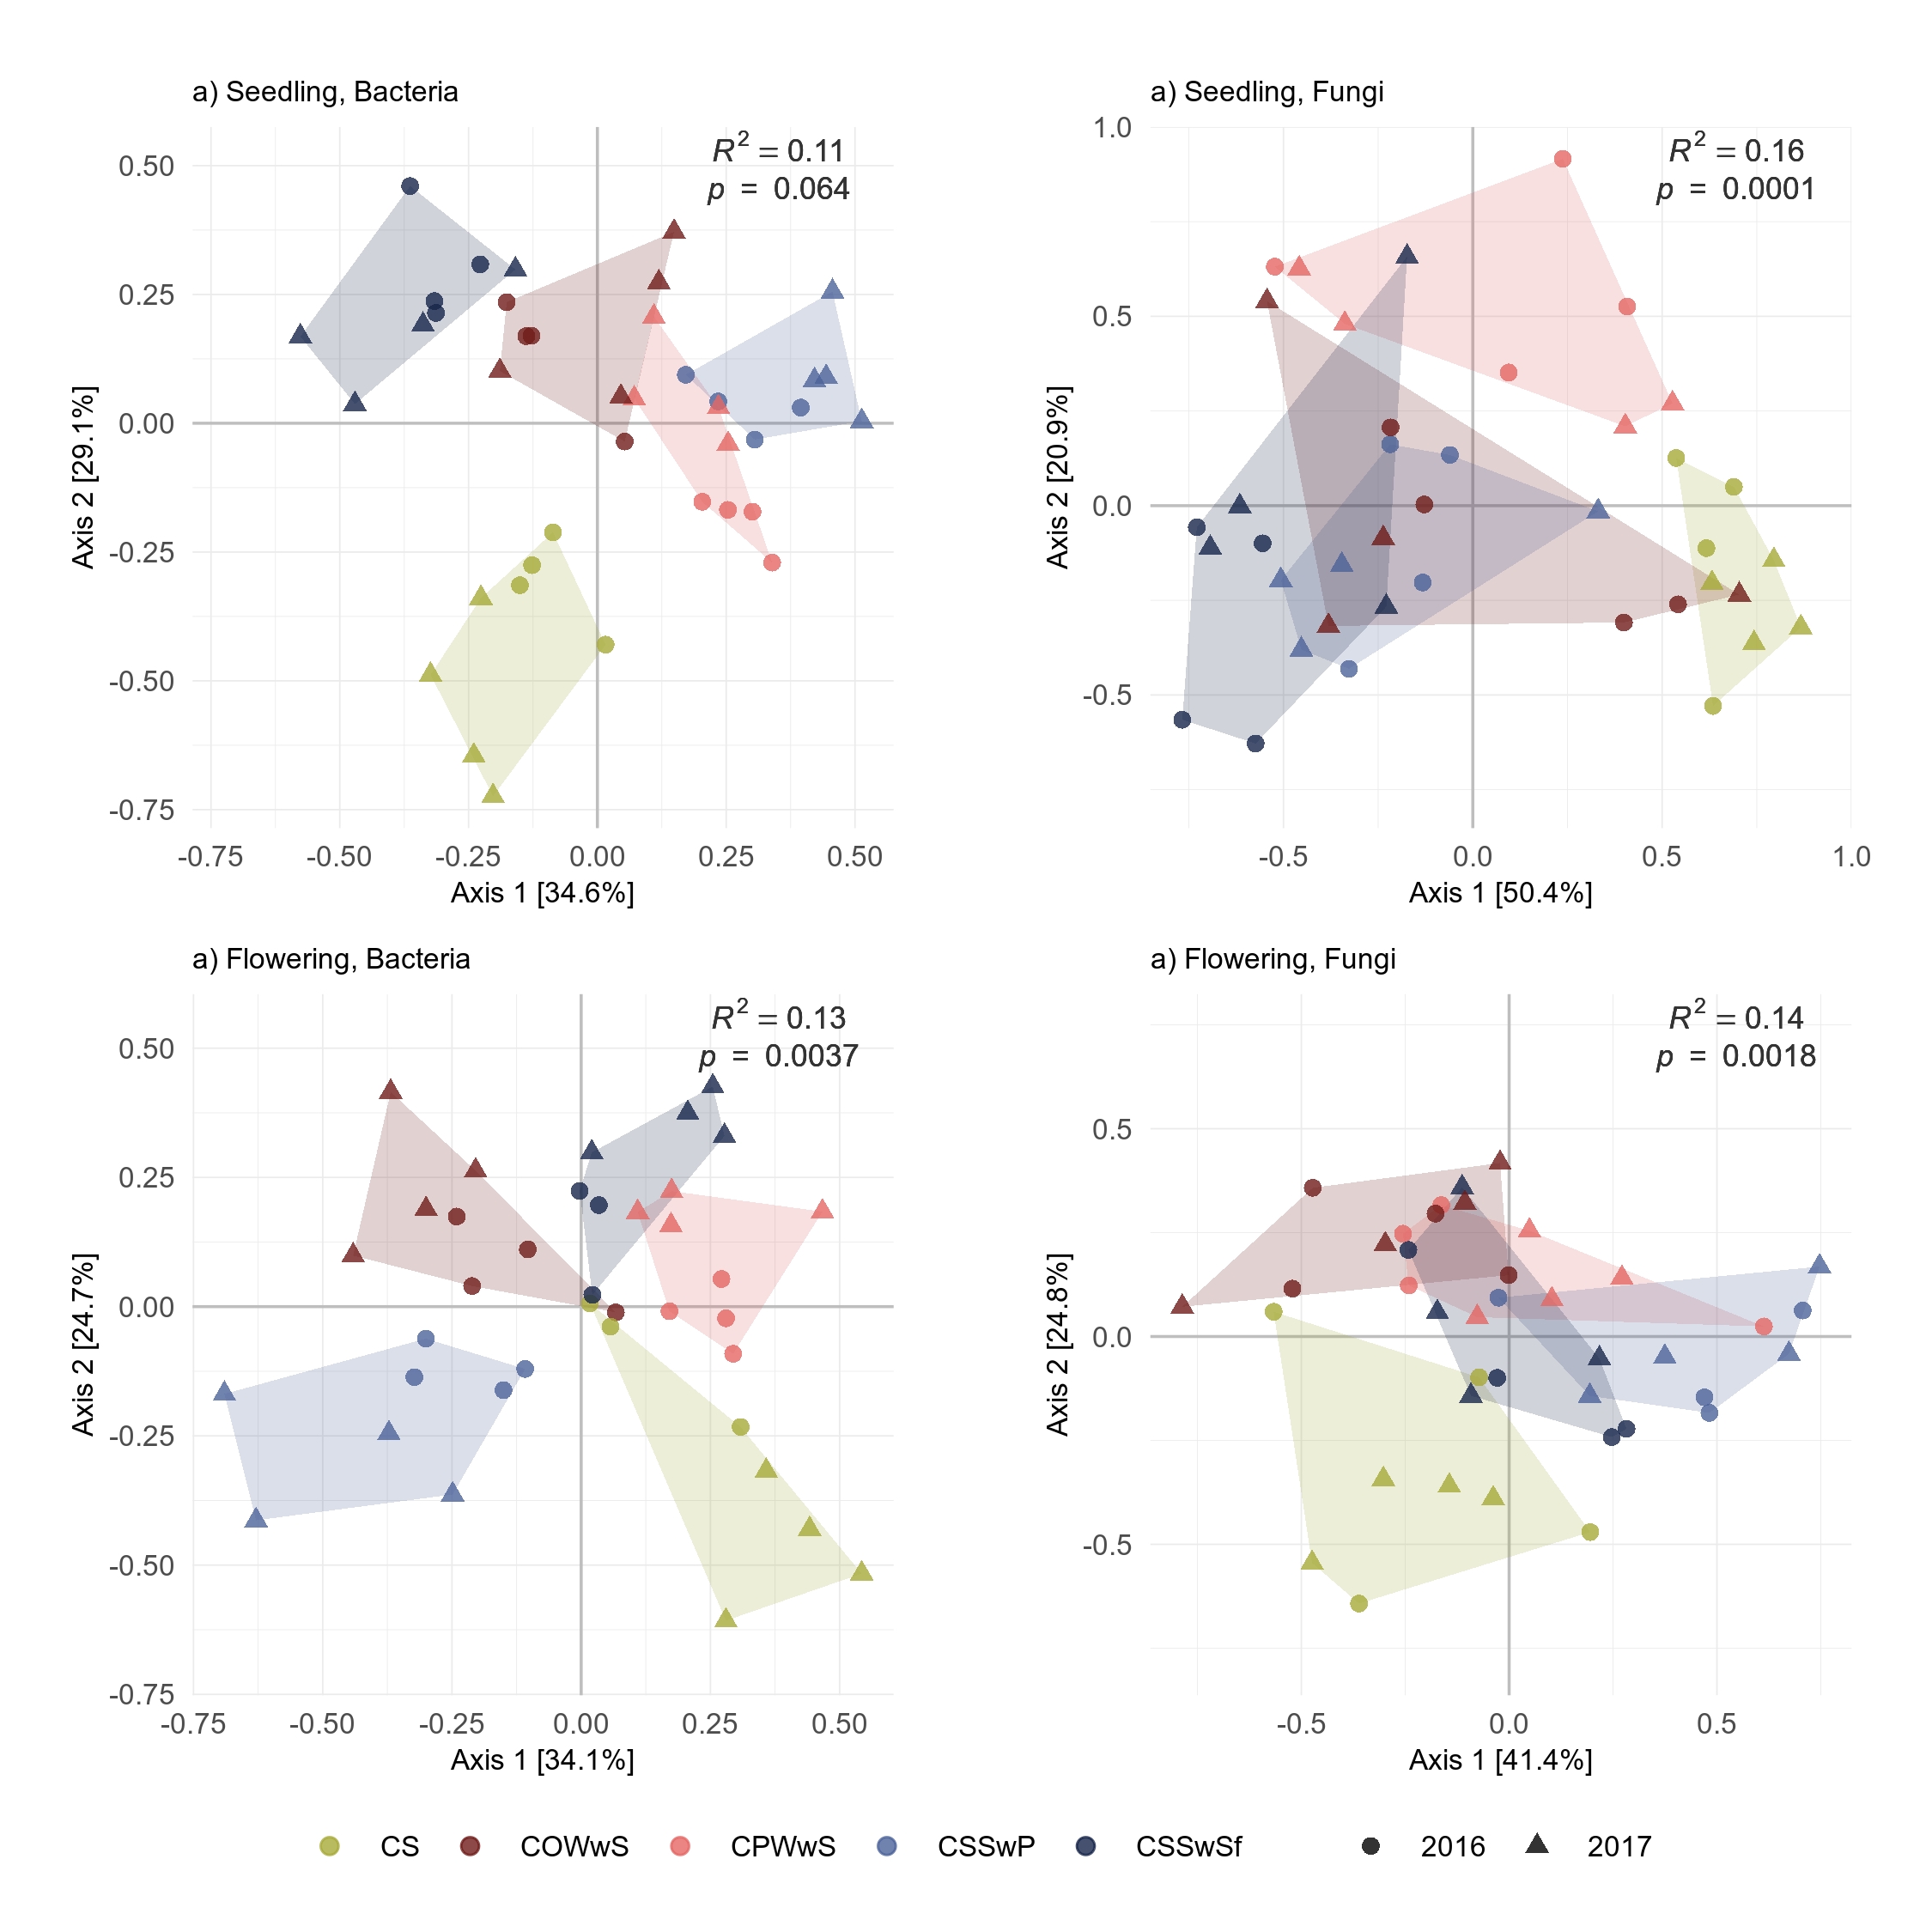 a) Seedling, Bacteria
R² = 0.11
p = 0.064
0.50
0.25
0.00
-0.25
-0.50
-0.75
Axis 2 [29.1%]
-0.75 -0.50 -0.25 0.00 0.25 0.50
Axis 1 [34.6%]
a) Seedling, Fungi
R² = 0.16
p = 0.0001
1.0
0.5
0.0
-0.5
Axis 2 [20.9%]
-0.5 0.0 0.5 1.0
Axis 1 [50.4%]
a) Flowering, Bacteria
R² = 0.13
p = 0.0037
0.50
0.25
0.00
-0.25
-0.50
-0.75
Axis 2 [24.7%]
-0.75 -0.50 -0.25 0.00 0.25 0.50
Axis 1 [34.1%]
a) Flowering, Fungi
R² = 0.14
p = 0.0018
0.5
0.0
-0.5
Axis 2 [24.8%]
-0.5 0.0 0.5
Axis 1 [41.4%]
CS COWwS CPWwS CSSwP CSSwSf 2016 2017